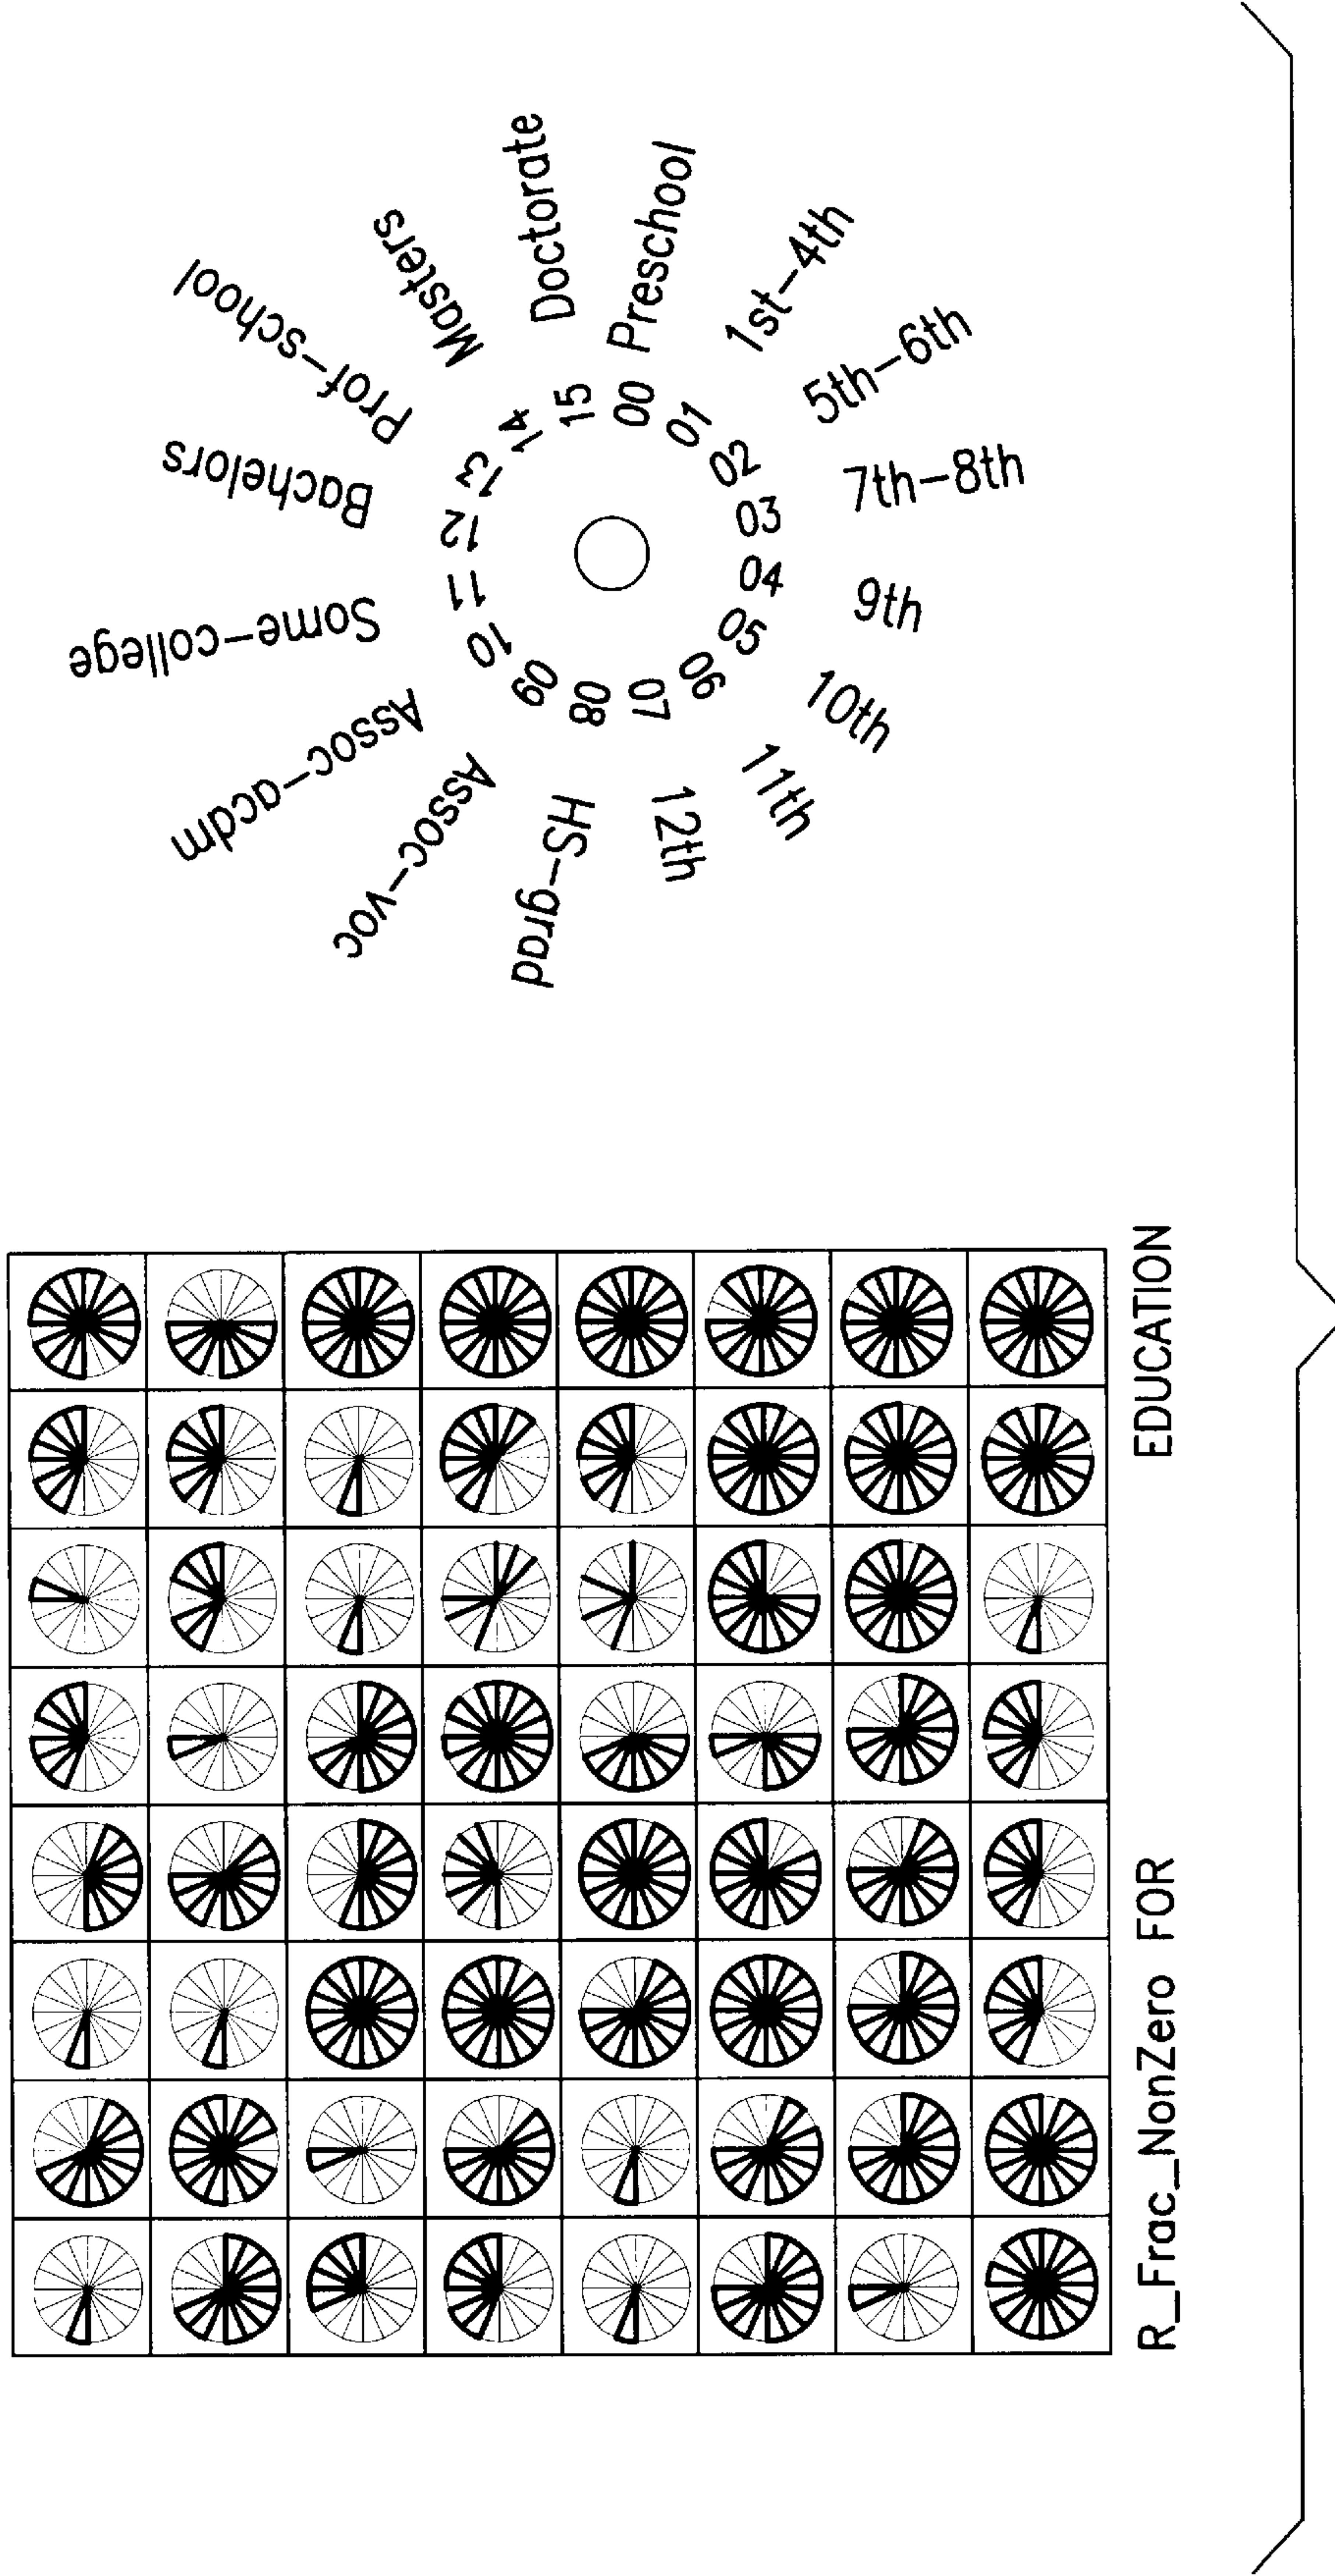 R_Frac_NonZero FOR EDUCATION
00 Preschool
01 1st-4th
02 5th-6th
03 7th-8th
04 9th
05 10th
06 11th
07 12th
08 HS-grad
09 Assoc-voc
10 Assoc-acdm
11 Some-college
12 Bachelors
13 Prof-school
14 Masters
15 Doctorate